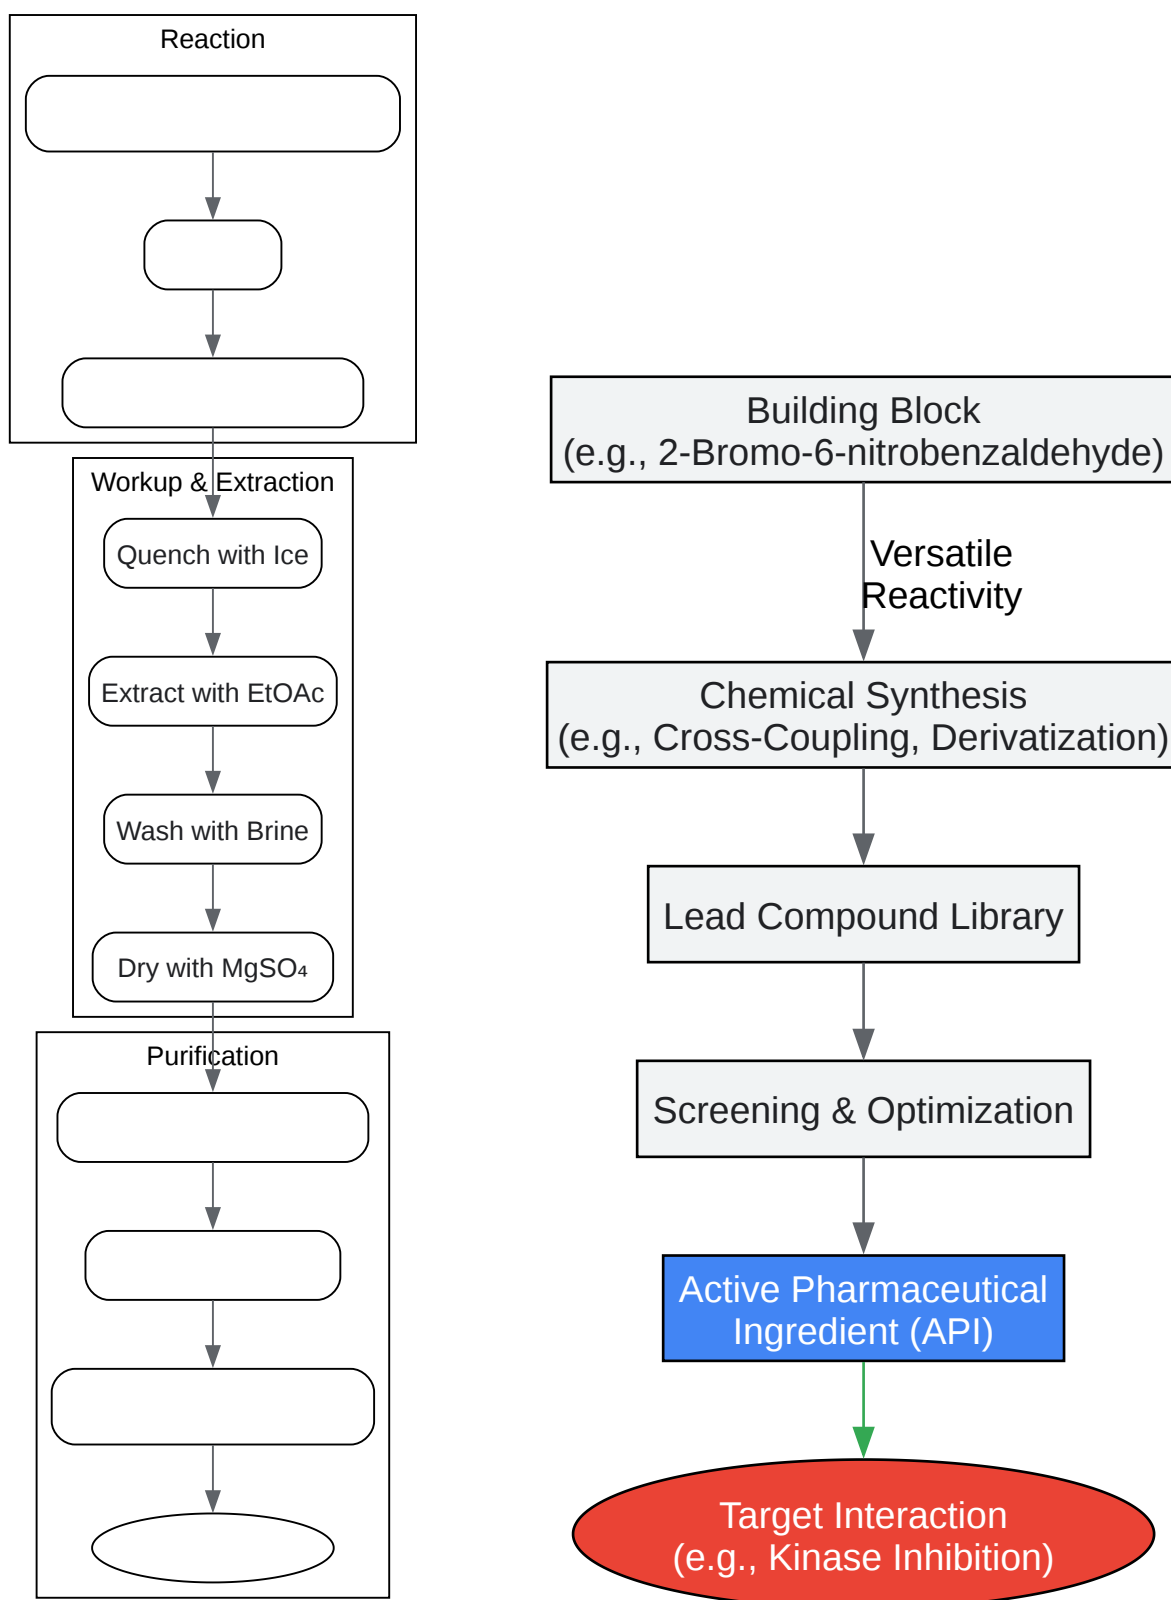 Reaction
Workup & Extraction
Quench with Ice
Extract with EtOAc
Wash with Brine
Dry with MgSO₄
Purification
Building Block
(e.g., 2-Bromo-6-nitrobenzaldehyde)
Versatile
Reactivity
Chemical Synthesis
(e.g., Cross-Coupling, Derivatization)
Lead Compound Library
Screening & Optimization
Active Pharmaceutical
Ingredient (API)
Target Interaction
(e.g., Kinase Inhibition)